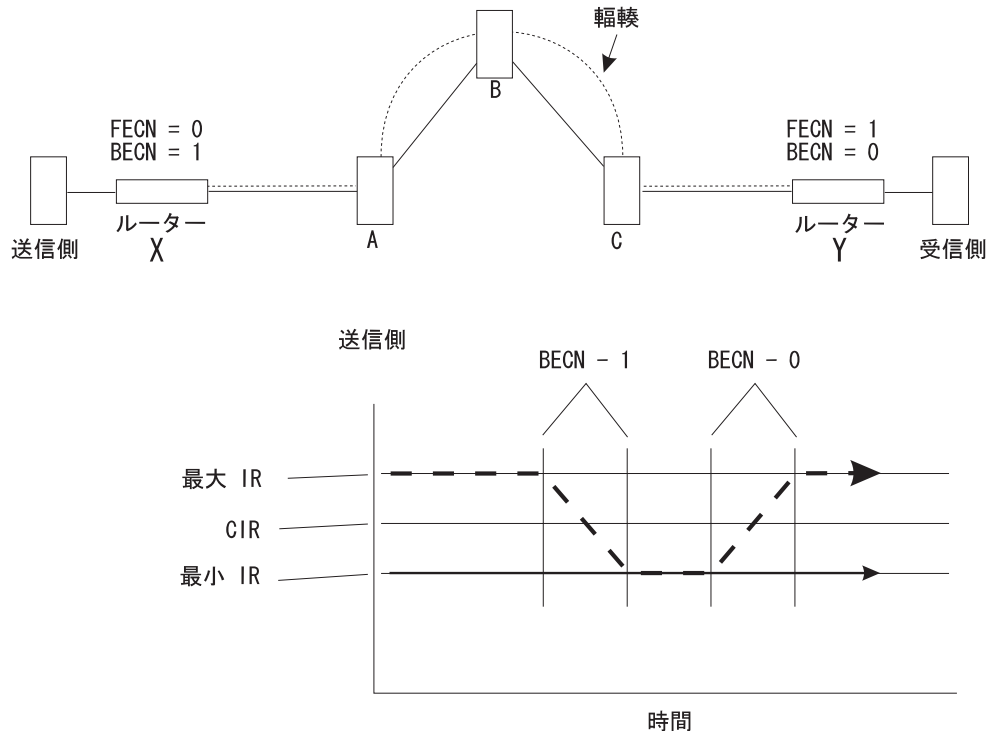 輻輳
B
FECN = 0
BECN = 1
FECN = 1
BECN = 0
送信側
ルーター
X
A
C
ルーター
Y
受信側
送信側
BECN - 1
BECN - 0
最大 IR
CIR
最小 IR
時間